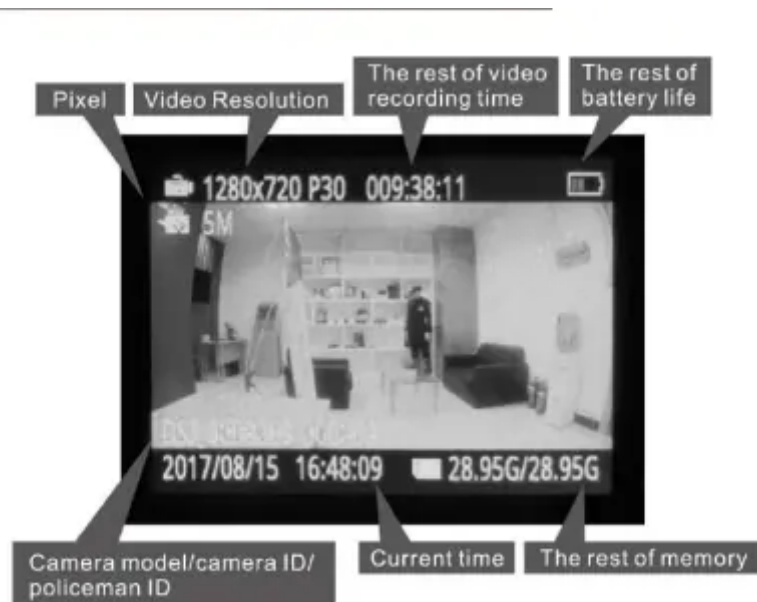 The rest of video
recording time
The rest of
battery life
Pixel
Video Resolution
1280x720 P30 009:38:11
5M
2017/08/15 16:48:09 28.95G/28.95G
Camera model/camera ID/
policeman ID
Current time
The rest of memory